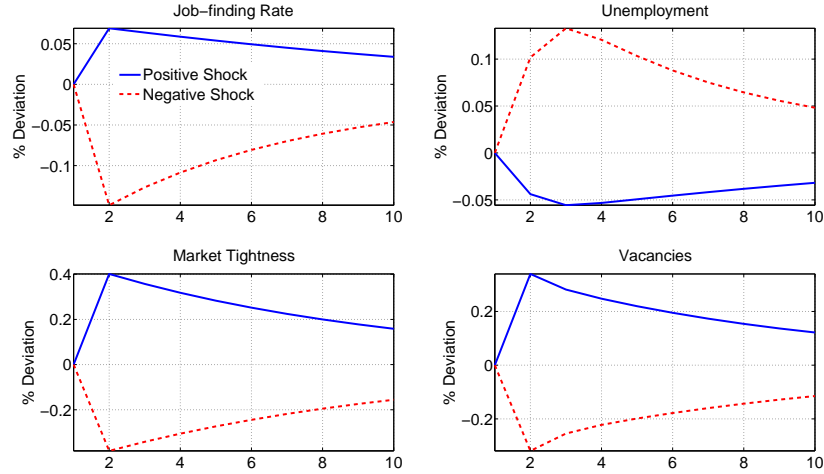 Job-finding Rate
Unemployment
% Deviation
0.05
0
−0.05
−0.1
Positive Shock
Negative Shock
2 4 6 8 10
% Deviation
0.1
0.05
0
−0.05
2 4 6 8 10
Market Tightness
Vacancies
% Deviation
0.4
0.2
0
−0.2
2 4 6 8 10
% Deviation
0.2
0
−0.2
2 4 6 8 10